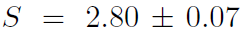 S = 2.80 ± 0.07